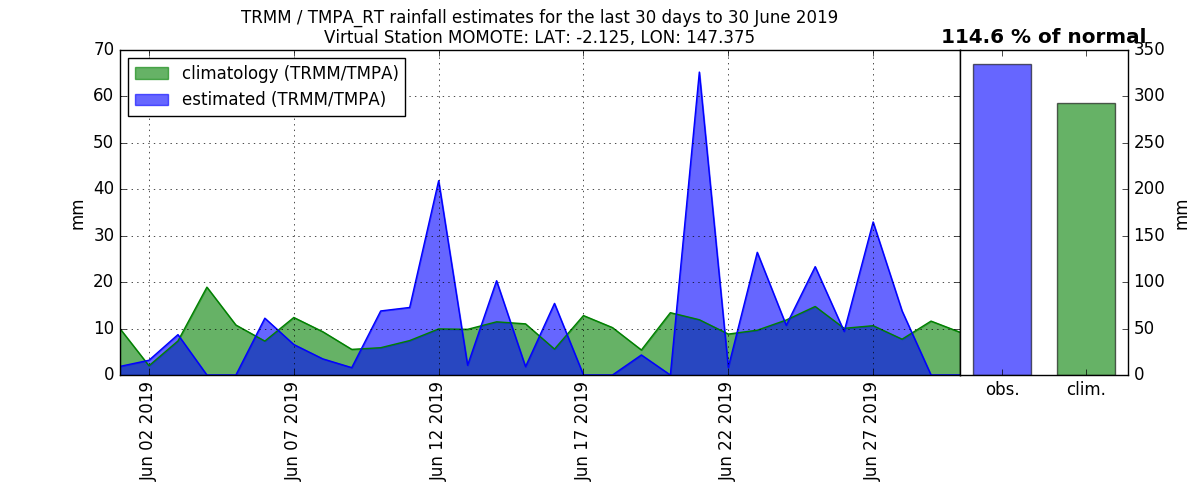 TRMM / TMPA_RT rainfall estimates for the last 30 days to 30 June 2019
Virtual Station MOMOTE: LAT: -2.125, LON: 147.375
114.6 % of normal
climatology (TRMM/TMPA)
estimated (TRMM/TMPA)
mm
70
60
50
40
30
20
10
0
Jun 02 2019
Jun 07 2019
Jun 12 2019
Jun 17 2019
Jun 22 2019
Jun 27 2019
obs.
clim.
350
300
250
200
150
100
50
0
mm